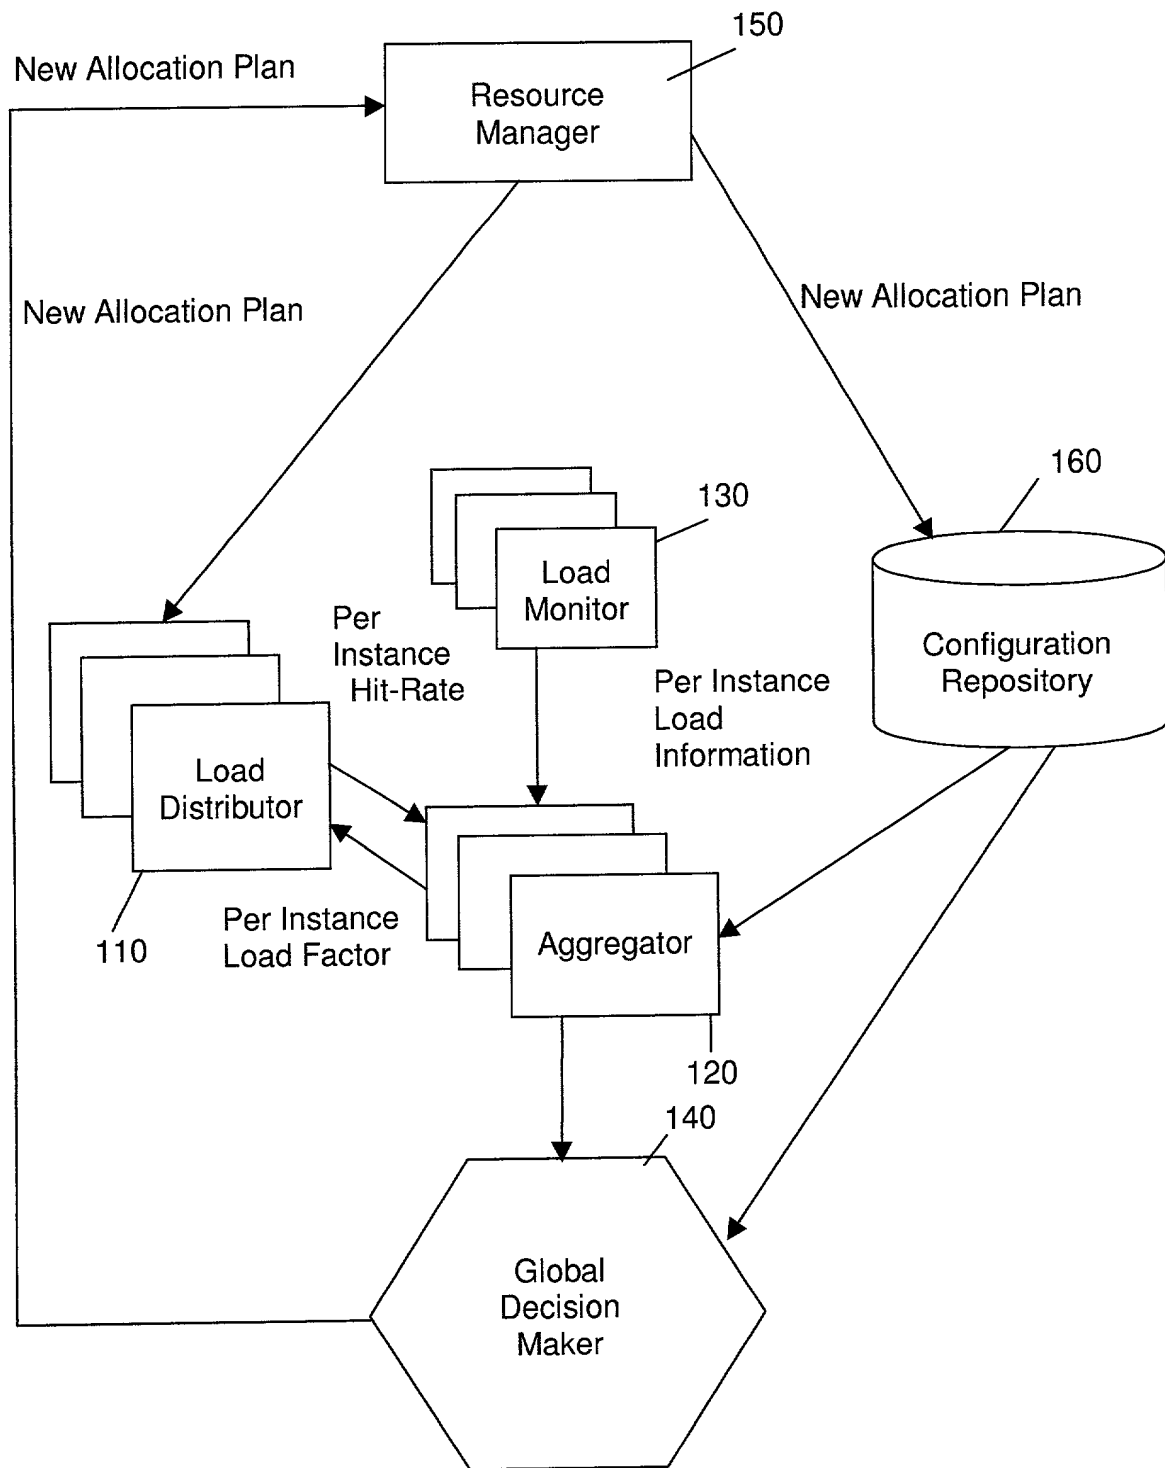 150
New Allocation Plan
Resource
Manager
New Allocation Plan
New Allocation Plan
160
130
Load
Monitor
Per
Instance
Hit-Rate
Configuration
Repository
Per Instance
Load
Information
Load
Distributor
Per Instance
Load Factor
110
Aggregator
120
140
Global
Decision
Maker